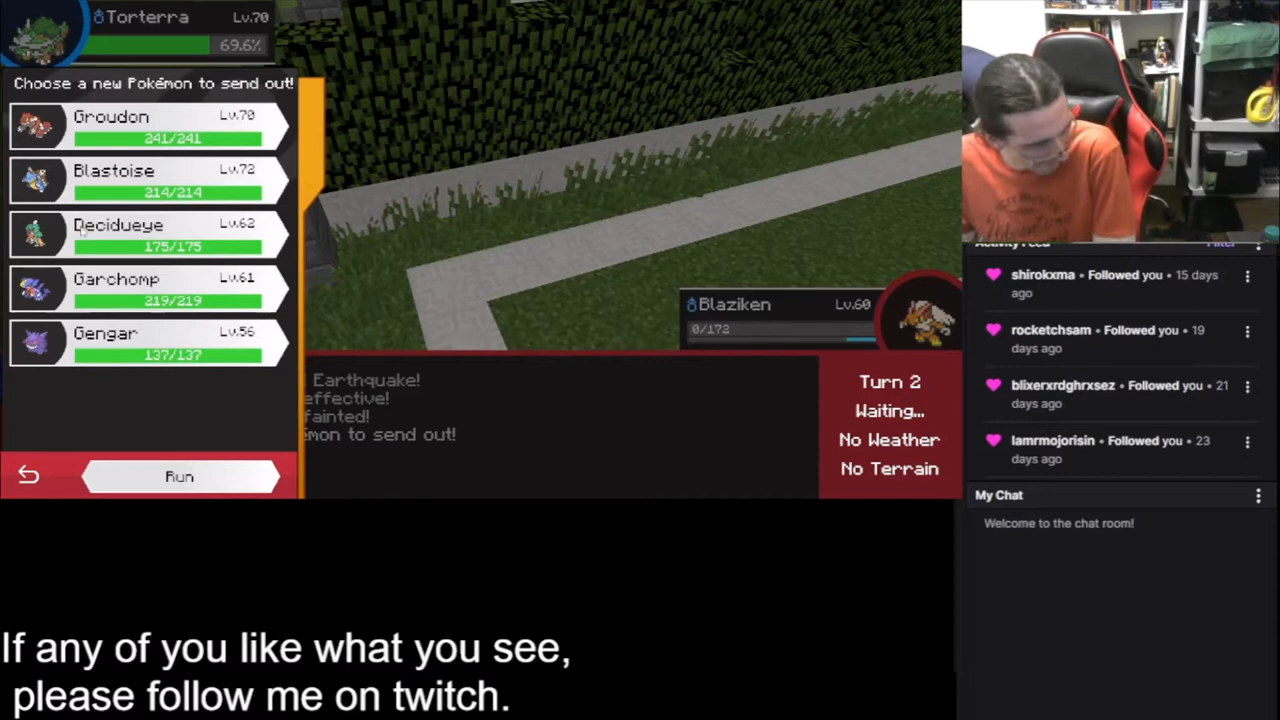 Torterra Lv.70
69.6%
Choose a new Pokémon to send out!
Groudon Lv.70
241/241
Blastoise Lv.72
214/214
Decidueye Lv.62
175/175
Garchomp Lv.61
219/219
Gengar Lv.56
137/137
Run
Blaziken Lv.60
0/172
Earthquake!
effective!
fainted!
émon to send out!
Turn 2
Waiting...
No Weather
No Terrain
Activity Feed Filter
shirokxma • Followed you • 15 days
ago
rocketchsam • Followed you • 19
days ago
blixerxrdghrxsez • Followed you • 21
days ago
lamrmojorisin • Followed you • 23
days ago
My Chat
Welcome to the chat room!
If any of you like what you see,
please follow me on twitch.